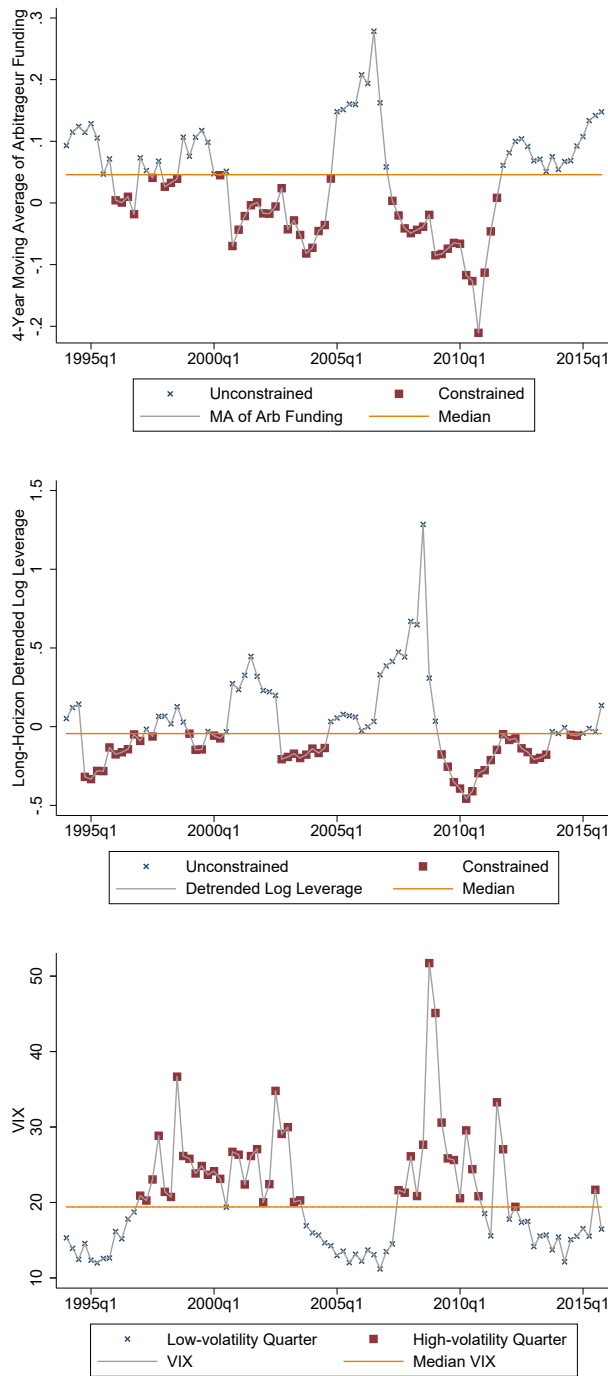 4-Year Moving Average of Arbitrageur Funding
.3
.2
.1
0
-.1
-.2
1995q1 2000q1 2005q1 2010q1 2015q1
Unconstrained Constrained
MA of Arb Funding Median
Long-Horizon Detrended Log Leverage
1.5
1
.5
0
-.5
1995q1 2000q1 2005q1 2010q1 2015q1
Unconstrained Constrained
Detrended Log Leverage Median
VIX
50
40
30
20
10
1995q1 2000q1 2005q1 2010q1 2015q1
Low-volatility Quarter High-volitility Quarter
VIX Median VIX